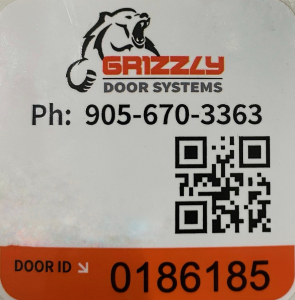 GRIZZLY
DOOR SYSTEMS
Ph: 905-670-3363
DOOR ID 0186185